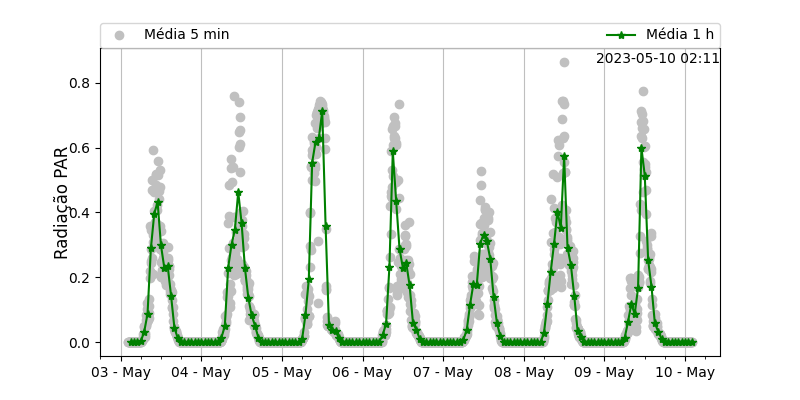 Média 5 min
Média 1 h
2023-05-10 02:11
Radiação PAR
0.8
0.6
0.4
0.2
0.0
03 - May
04 - May
05 - May
06 - May
07 - May
08 - May
09 - May
10 - May